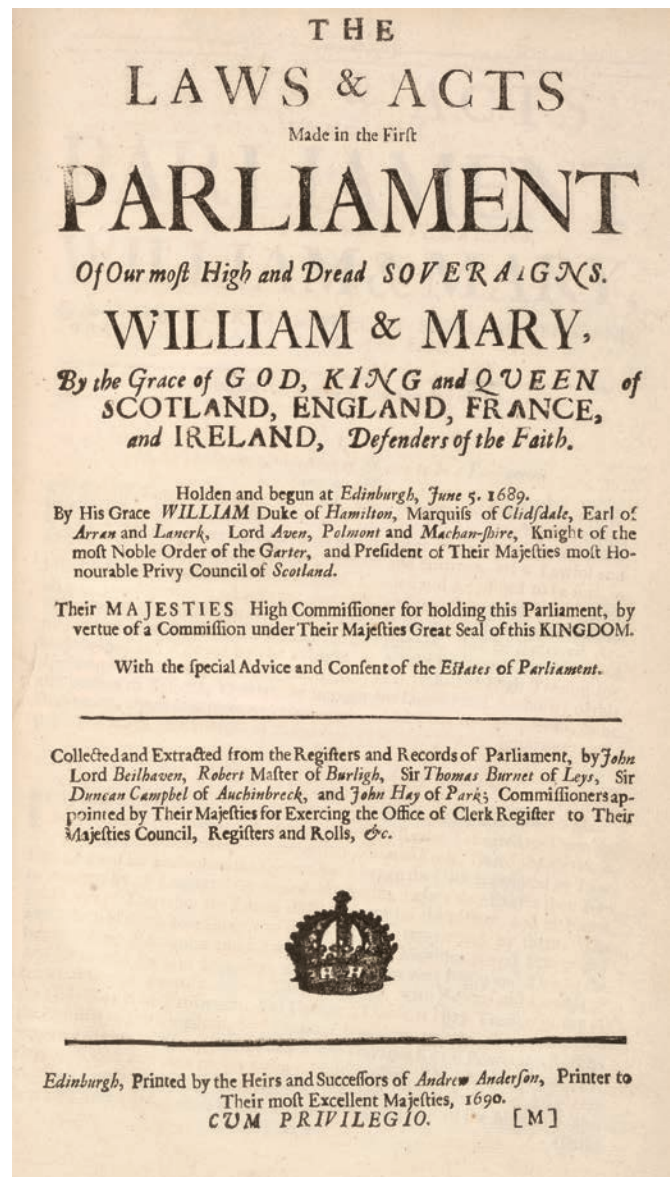 THE
LAWS & ACTS
Made in the Firſt
PARLIAMENT
Of Our moſt High and Dread SOVERAIGNS.
WILLIAM & MARY,
By the Grace of GOD, KING and QUEEN of
SCOTLAND, ENGLAND, FRANCE,
and IRELAND, Defenders of the Faith.
Holden and begun at Edinburgh, June 5. 1689.
By His Grace WILLIAM Duke of Hamilton, Marquiſs of Clidſdale, Earl of
Arran and Lanerk, Lord Aven, Polmont and Machan-ſhire, Knight of the
moſt Noble Order of the Garter, and Preſident of Their Majeſties moſt Ho-
nourable Privy Council of Scotland.
Their MAJESTIES High Commiſſioner for holding this Parliament, by
vertue of a Commiſſion under Their Majeſties Great Seal of this KINGDOM.
With the ſpecial Advice and Conſent of the Eſtates of Parliament.
Collected and Extracted from the Regiſters and Records of Parliament, by John
Lord Beilhaven, Robert Maſter of Burligh, Sir Thomas Burnet of Leys, Sir
Duncan Campbel of Auchinbreck, and John Hay of Park; Commiſſioners ap-
pointed by Their Majeſties for Exercing the Office of Clerk Regiſter to Their
Majeſties Council, Regiſters and Rolls, &c.
H H
Edinburgh, Printed by the Heirs and Succeſſors of Andrew Anderſon, Printer to
Their moſt Excellent Majeſties, 1690.
CUM PRIVILEGIO. [M]